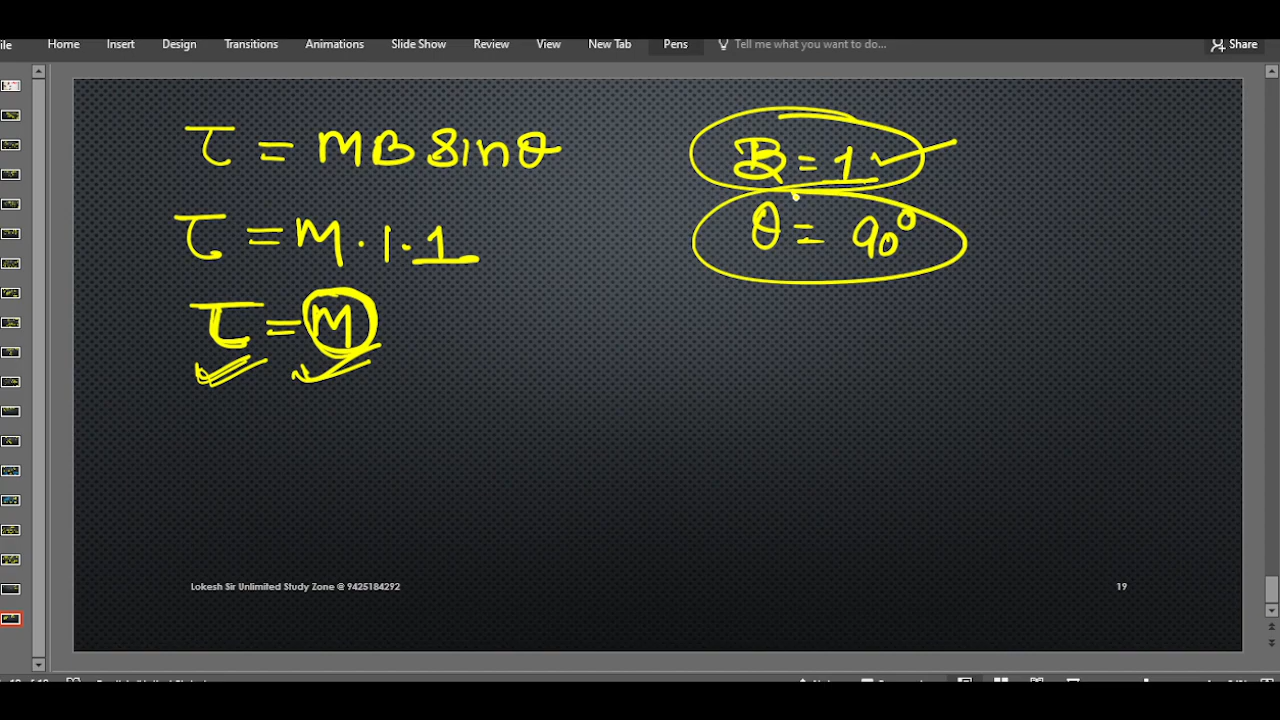 File Home Insert Design Transitions Animations Slide Show Review View New Tab Pens Tell me what you want to do... Share
τ = MB Sinθ
τ = M . 1 . 1
τ = M
B = 1
θ = 90°
Lokesh Sir Unlimited Study Zone @ 9425184292
19